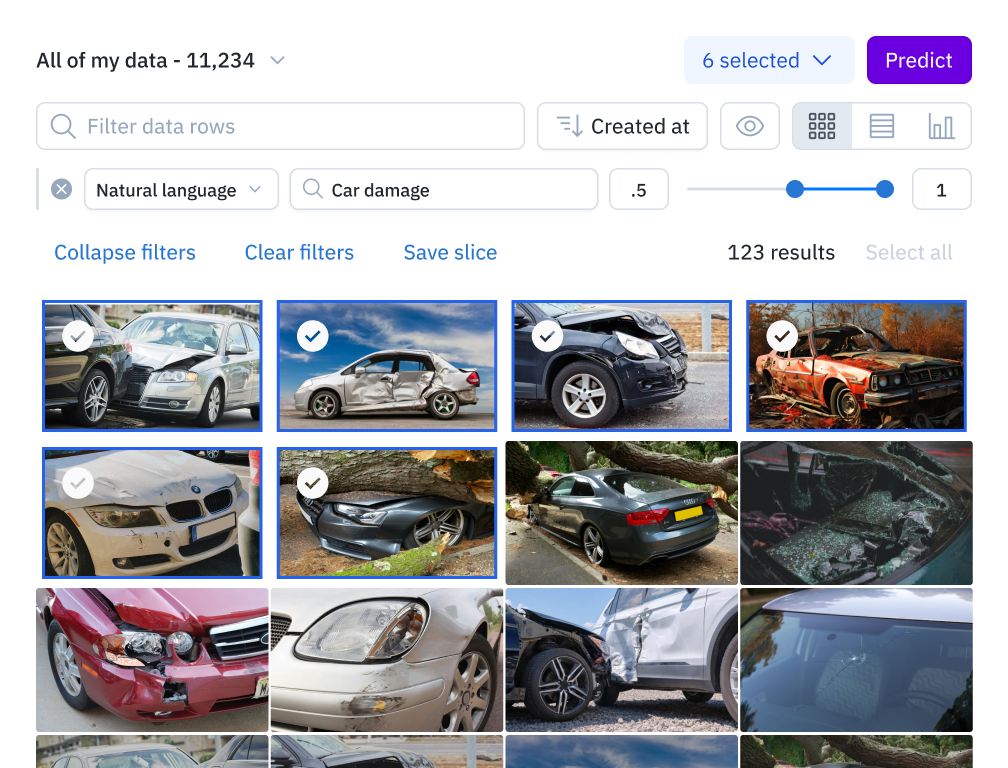 All of my data - 11,234
6 selected
Predict
Filter data rows
Created at
Natural language
Car damage
.5
1
Collapse filters
Clear filters
Save slice
123 results
Select all